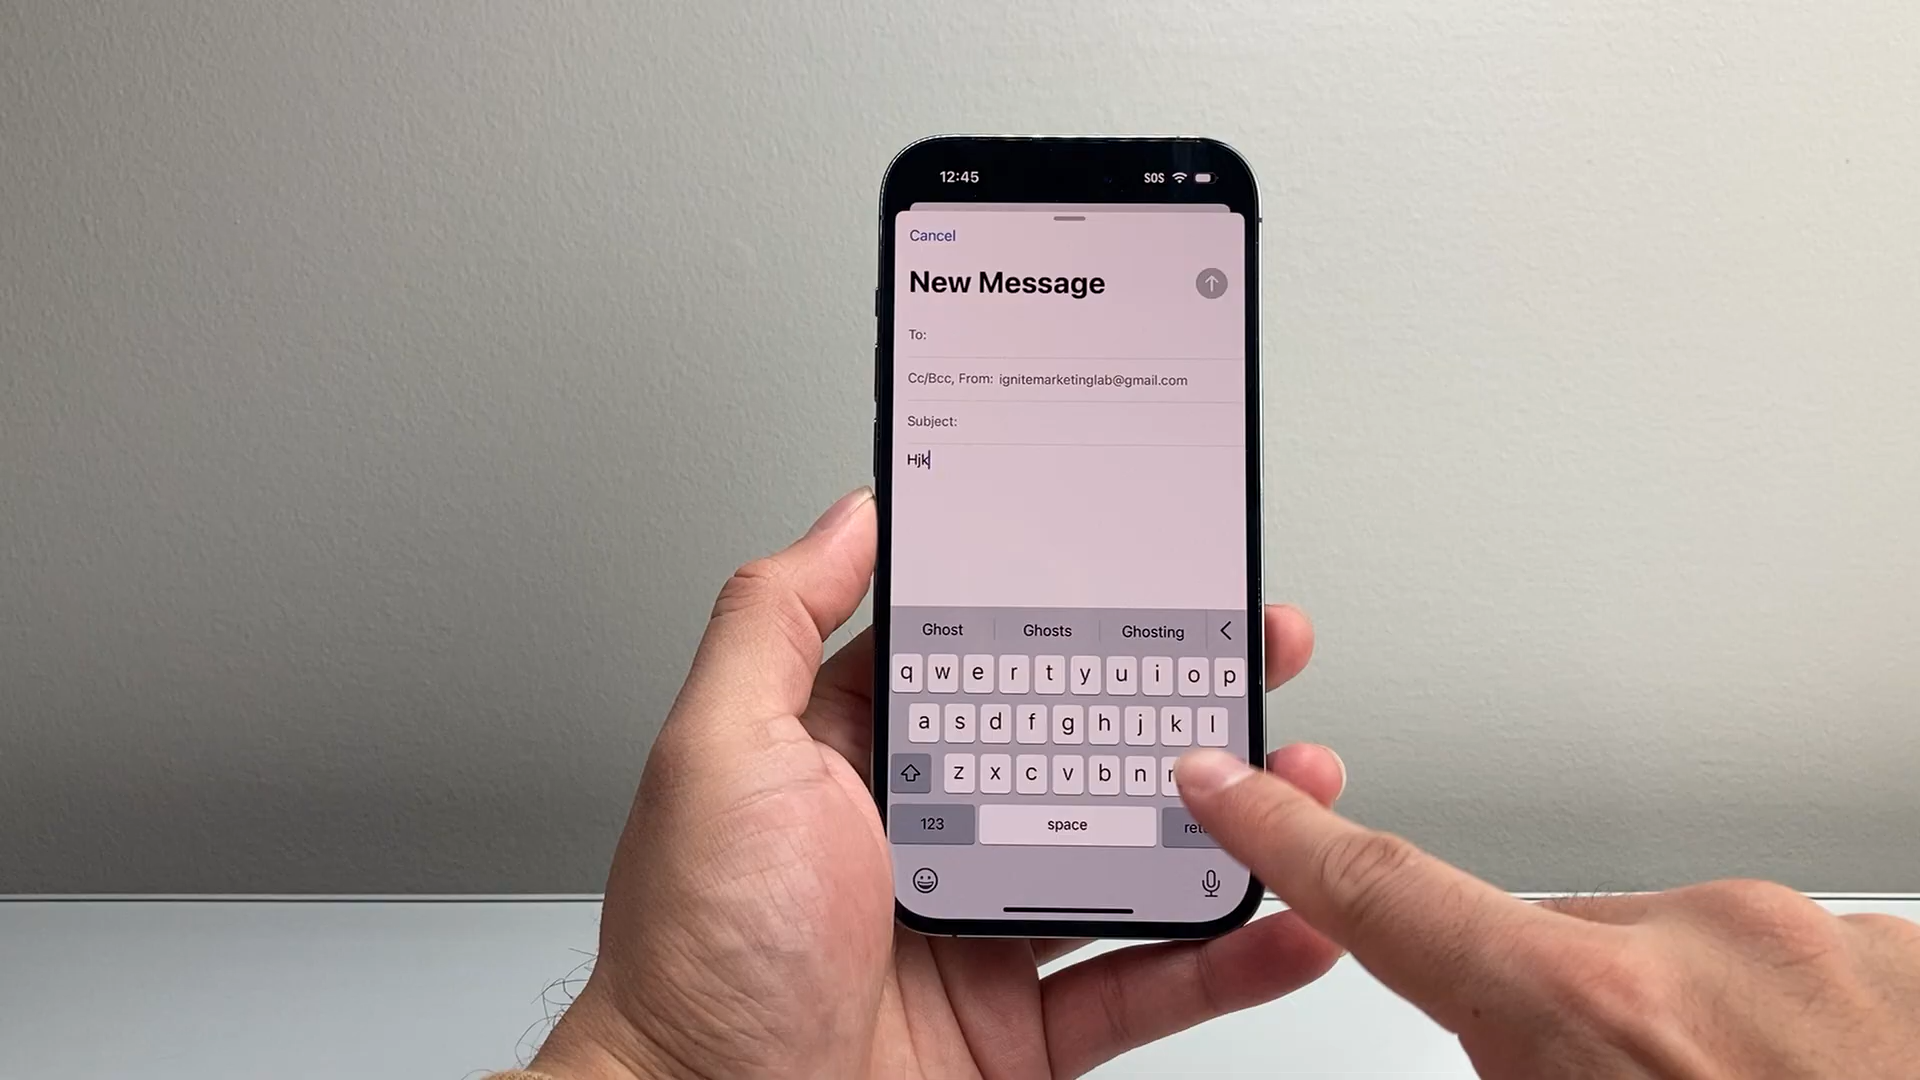 12:45 SOS
Cancel
New Message
To:
Cc/Bcc, From: ignitemarketinglab@gmail.com
Subject:
Hjk
Ghost Ghosts Ghosting
q w e r t y u i o p
a s d f g h j k l
z x c v b n
123 space